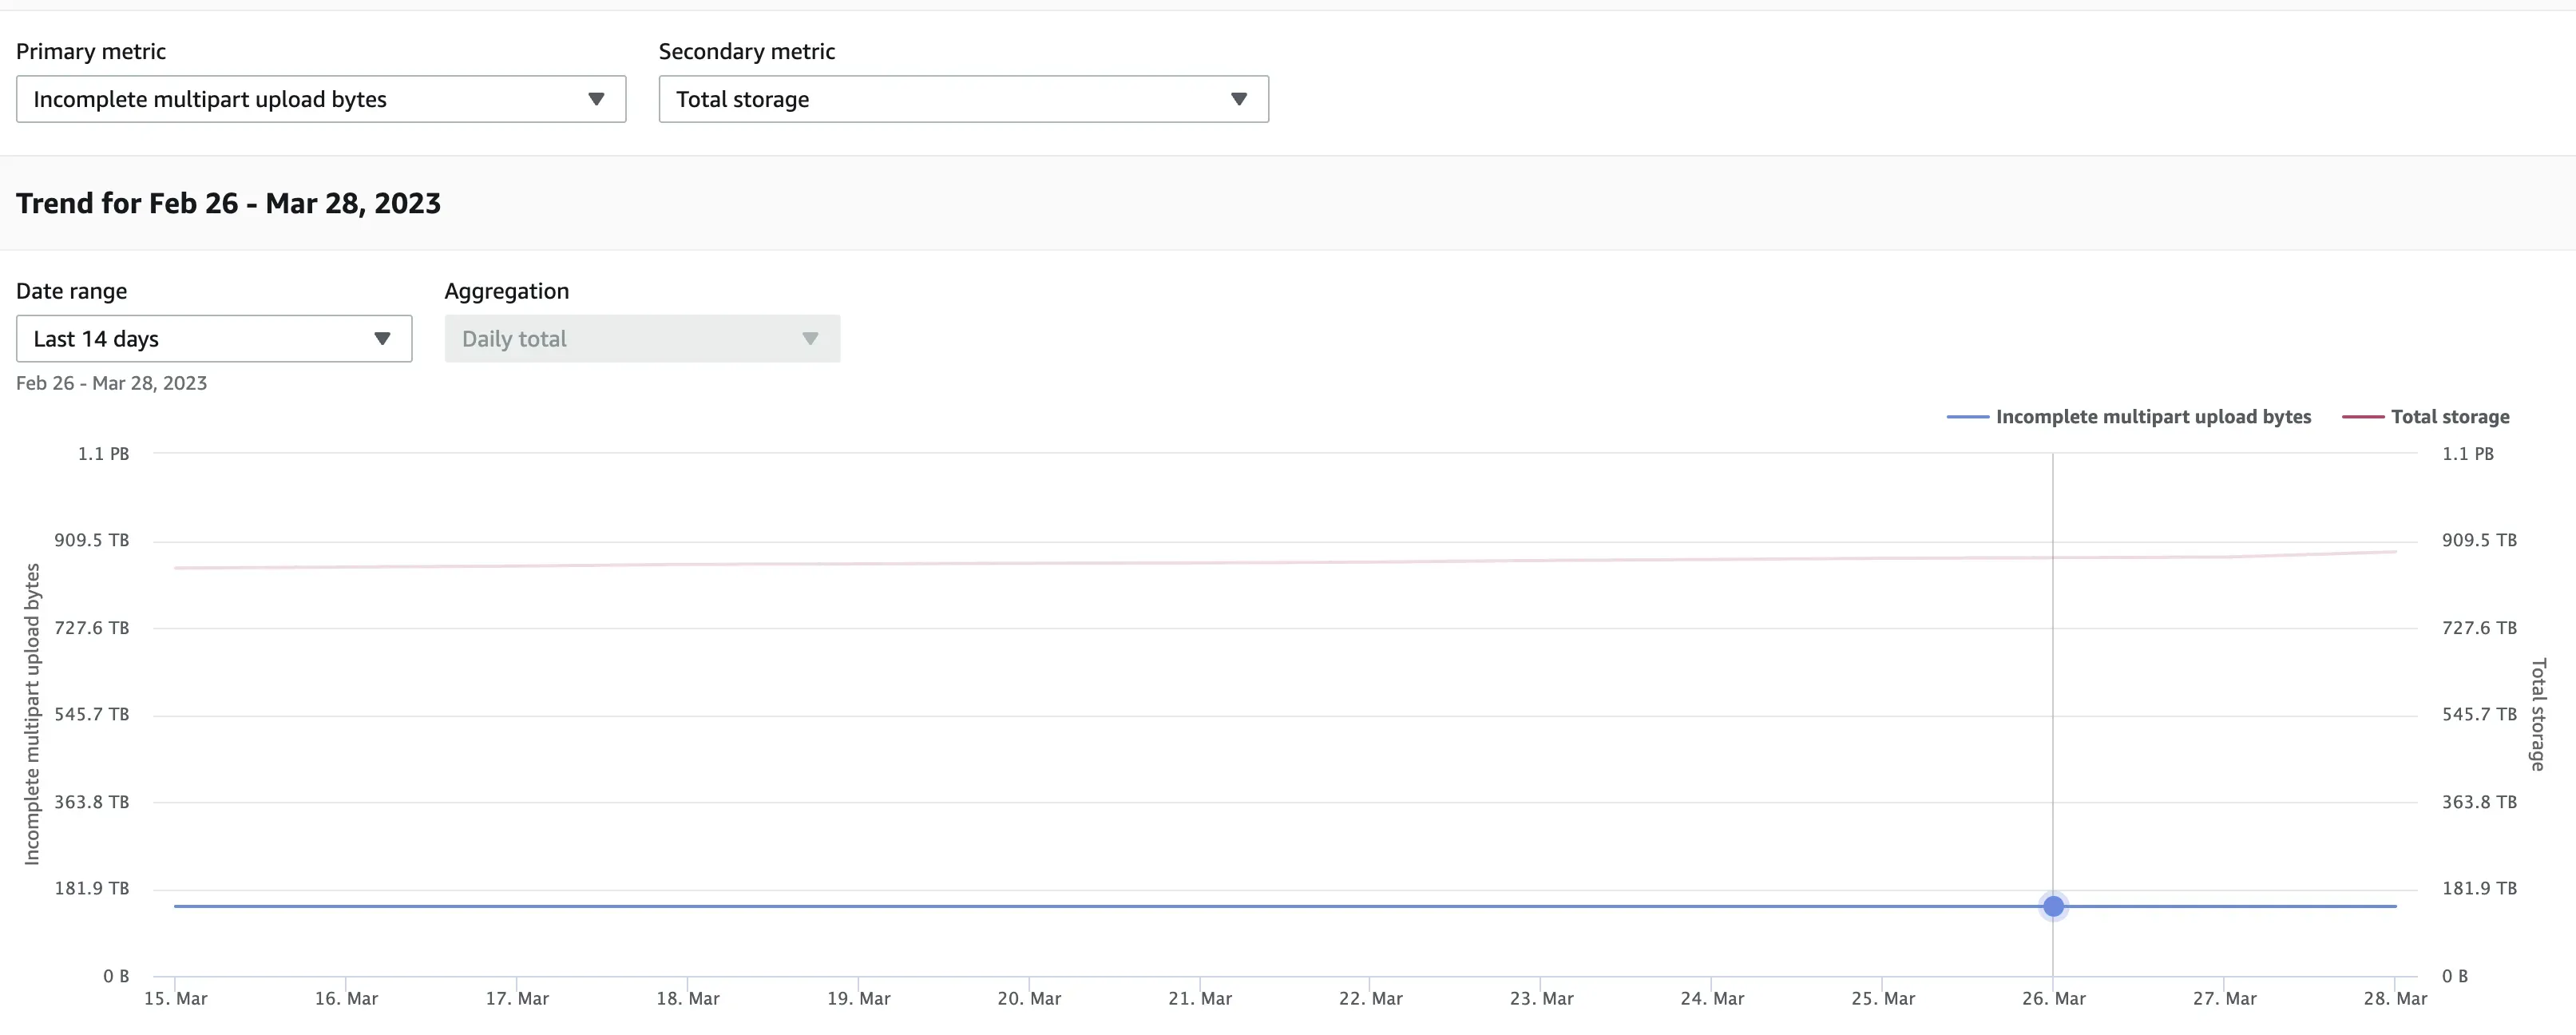 Primary metric
Secondary metric
Incomplete multipart upload bytes
Total storage
Trend for Feb 26 - Mar 28, 2023
Date range
Aggregation
Last 14 days
Daily total
Feb 26 - Mar 28, 2023
Incomplete multipart upload bytes
Total storage
1.1 PB
909.5 TB
727.6 TB
545.7 TB
363.8 TB
181.9 TB
0 B
Incomplete multipart upload bytes
1.1 PB
909.5 TB
727.6 TB
545.7 TB
363.8 TB
181.9 TB
0 B
Total storage
15. Mar
16. Mar
17. Mar
18. Mar
19. Mar
20. Mar
21. Mar
22. Mar
23. Mar
24. Mar
25. Mar
26. Mar
27. Mar
28. Mar